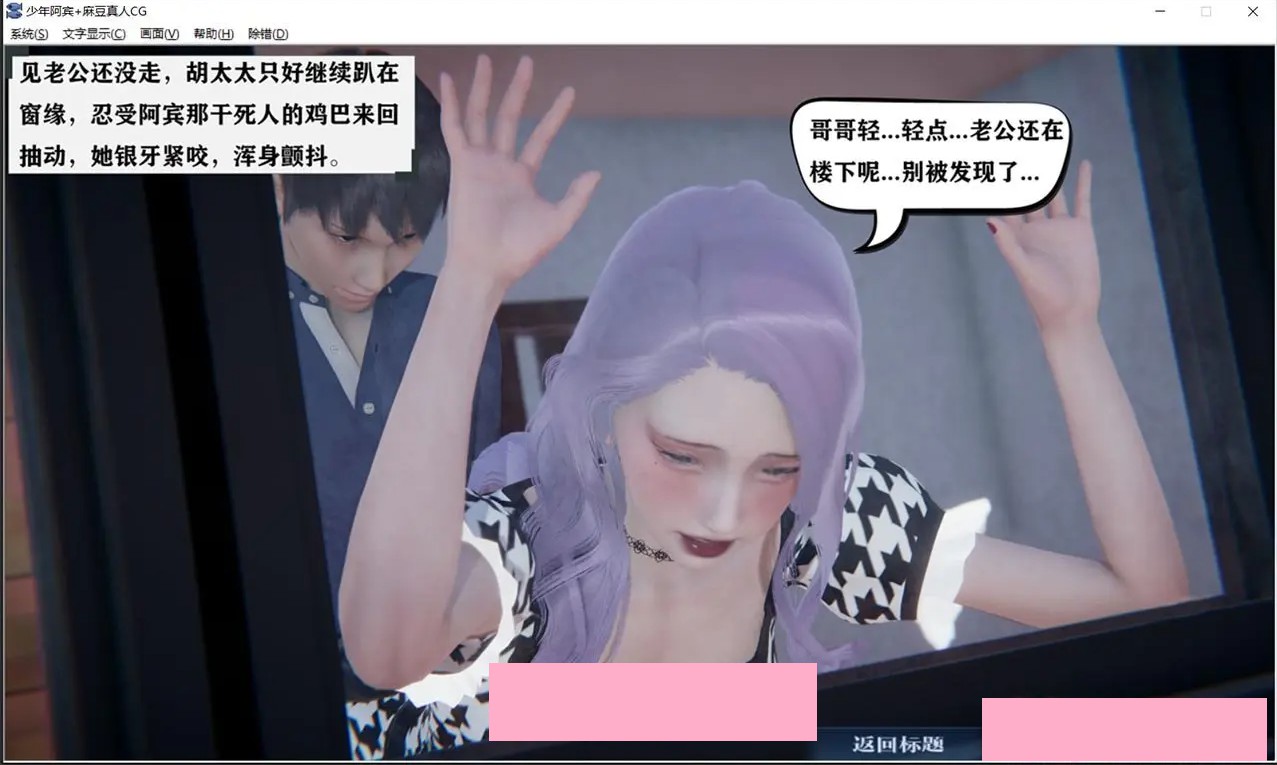 少年阿宾+麻豆真人CG
系统(S) 文字显示(C) 画面(V) 帮助(H) 除错(D)
见老公还没走，胡太太只好继续趴在
窗缘，忍受阿宾那干死人的鸡巴来回
抽动，她银牙紧咬，浑身颤抖。
哥哥轻...轻点...老公还在
楼下呢...别被发现了...
返回标题